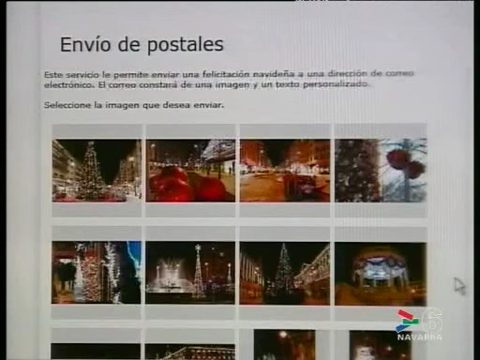 Envío de postales
Este servicio le permite enviar una felicitación navideña a una dirección de correo
electrónico. El correo constará de una imagen y un texto personalizado.
Seleccione la imagen que desea enviar.
6
NAVARRA